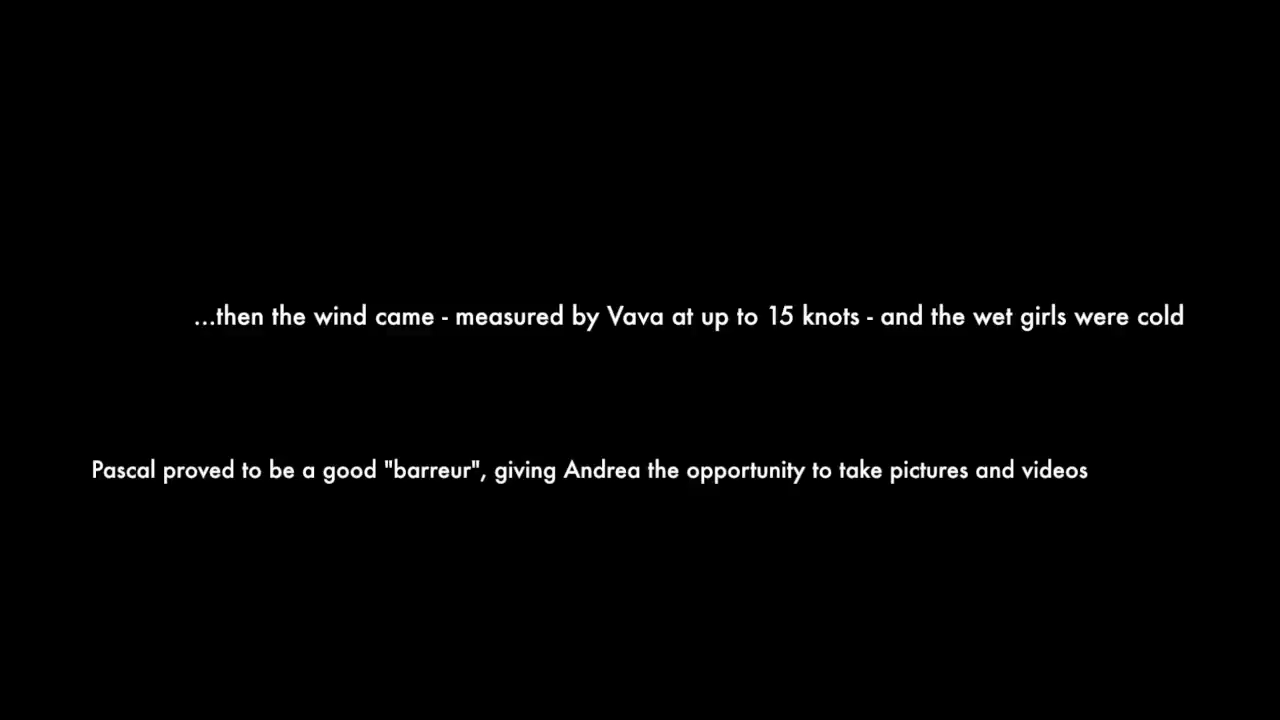 ...then the wind came - measured by Vava at up to 15 knots - and the wet girls were cold
Pascal proved to be a good "barreur", giving Andrea the opportunity to take pictures and videos